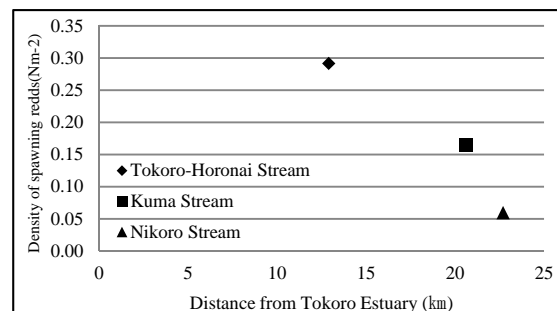 Density of spawning redds(Nm-2)
0.35
0.30
0.25
0.20
0.15
0.10
0.05
0.00
Tokoro-Horonai Stream
Kuma Stream
Nikoro Stream
0 5 10 15 20 25
Distance from Tokoro Estuary (㎞)